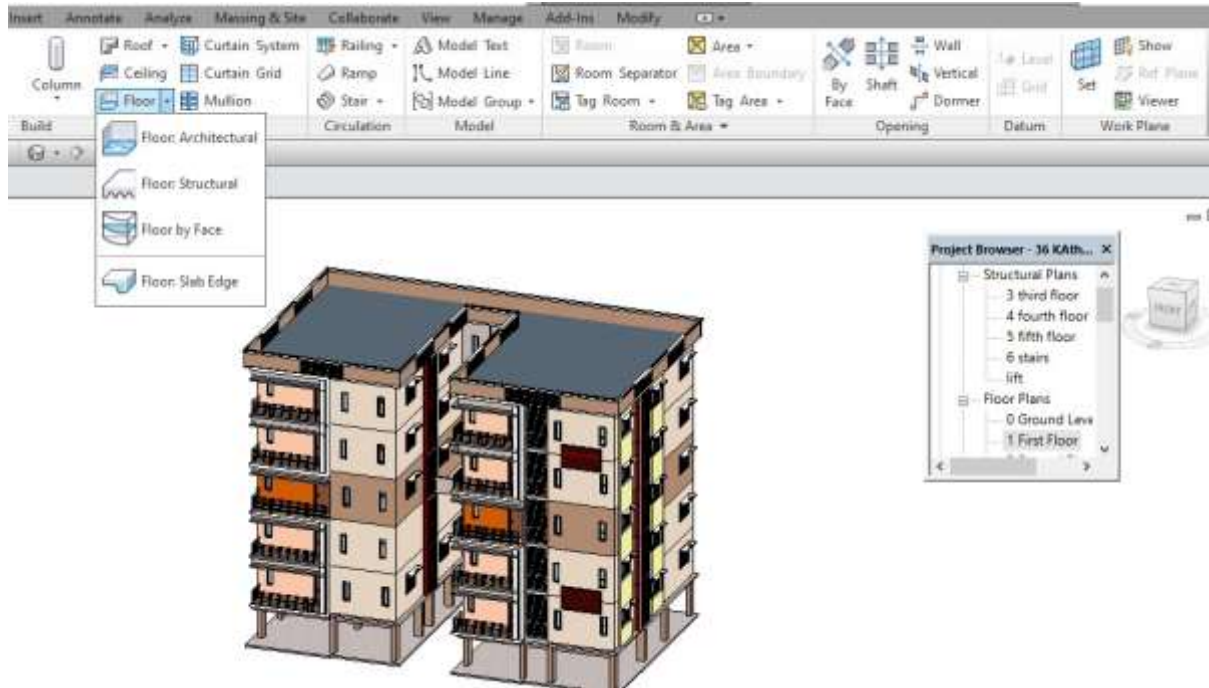 Insert Annotate Analyze Massing & Site Collaborate View Manage Add-Ins Modify
Roof Curtain System Railing Model Text Room Area Wall Level Show
Column Ceiling Curtain Grid Ramp Model Line Room Separator Area Boundary By Face Shaft Vertical Grid Set Ref Plane
Floor Mullion Stair Model Group Tag Room Tag Area Dormer Viewer
Build Circulation Model Room & Area Opening Datum Work Plane
Floor: Architectural
Floor: Structural
Floor by Face
Floor: Slab Edge
Project Browser - 36 KAth...
Structural Plans
3 third floor
4 fourth floor
5 fifth floor
6 stairs
lift
Floor Plans
0 Ground Leve
1 First Floor
FRONT